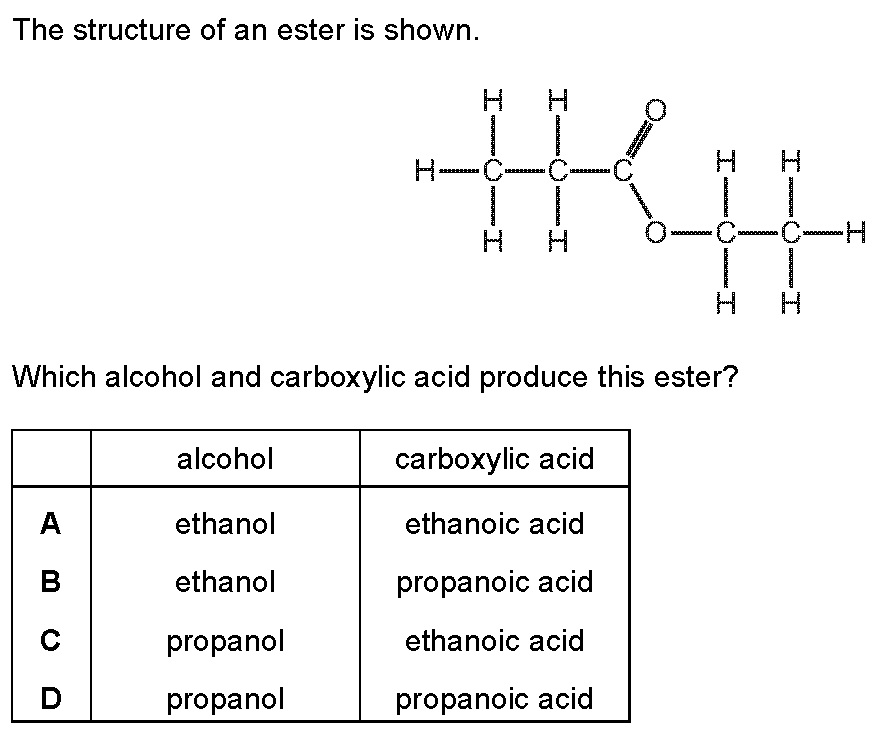 The structure of an ester is shown.
H H O
H C C C H H
H H O C C H
H H
Which alcohol and carboxylic acid produce this ester?
alcohol carboxylic acid
A ethanol ethanoic acid
B ethanol propanoic acid
C propanol ethanoic acid
D propanol propanoic acid